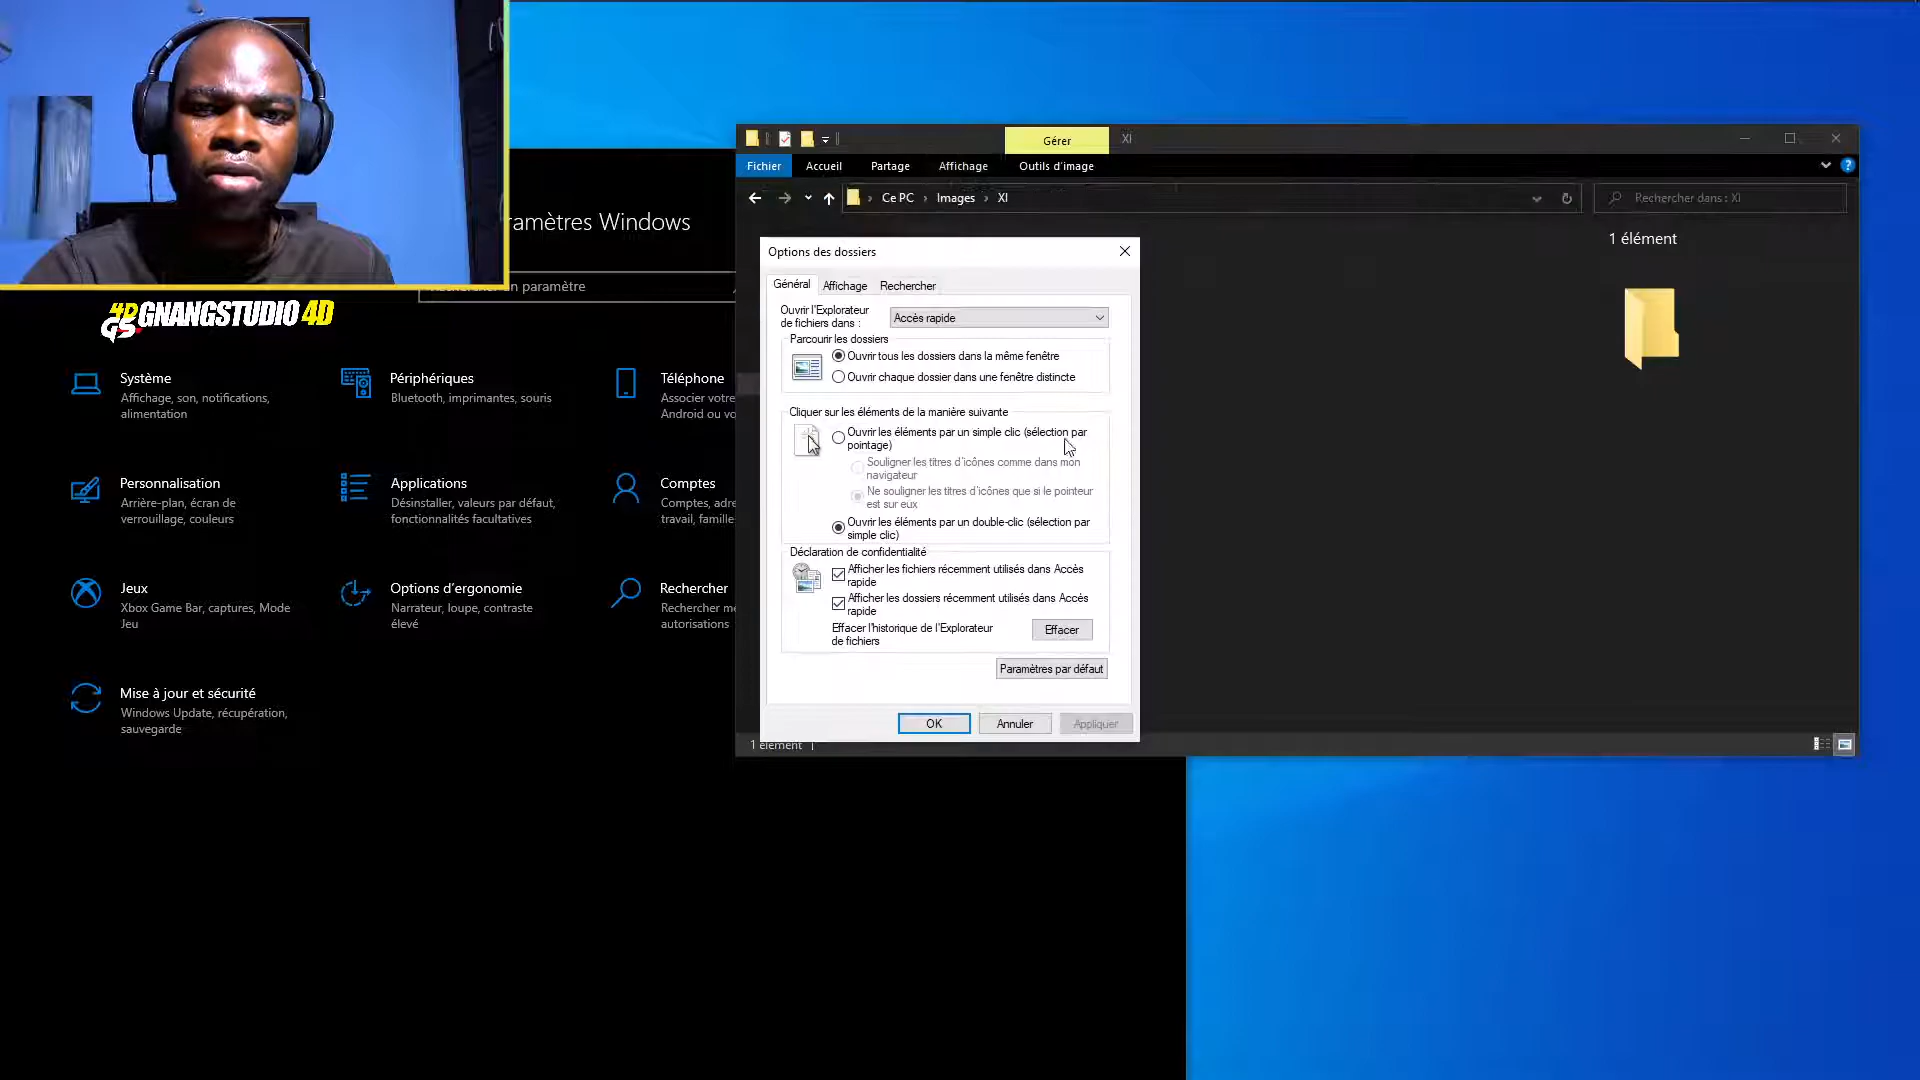 Gérer
XI
Fichier
Accueil
Partage
Affichage
Outils d'image
Ce PC
Images
XI
Rechercher dans : XI
ramètres Windows
1 élément
Options des dossiers
Général
Affichage
Rechercher
un paramètre
Ouvrir l'Explorateur
de fichiers dans :
Accès rapide
4D GS GNANGSTUDIO 4D
Parcourir les dossiers
Ouvrir tous les dossiers dans la même fenêtre
Ouvrir chaque dossier dans une fenêtre distincte
Système
Affichage, son, notifications,
alimentation
Périphériques
Bluetooth, imprimantes, souris
Téléphone
Associer votre
Android ou vo
Cliquer sur les éléments de la manière suivante
Ouvrir les éléments par un simple clic (sélection par
pointage)
Souligner les titres d'icônes comme dans mon
navigateur
Ne souligner les titres d'icônes que si le pointeur
est sur eux
Ouvrir les éléments par un double-clic (sélection par
simple clic)
Personnalisation
Arrière-plan, écran de
verrouillage, couleurs
Applications
Désinstaller, valeurs par défaut,
fonctionnalités facultatives
Comptes
Comptes, adre
travail, famille
Déclaration de confidentialité
Afficher les fichiers récemment utilisés dans Accès
rapide
Afficher les dossiers récemment utilisés dans Accès
rapide
Effacer l'historique de l'Explorateur
de fichiers
Effacer
Jeux
Xbox Game Bar, captures, Mode
Jeu
Options d'ergonomie
Narrateur, loupe, contraste
élevé
Rechercher
Rechercher me
autorisations
Paramètres par défaut
Mise à jour et sécurité
Windows Update, récupération,
sauvegarde
OK
Annuler
Appliquer
1 élément